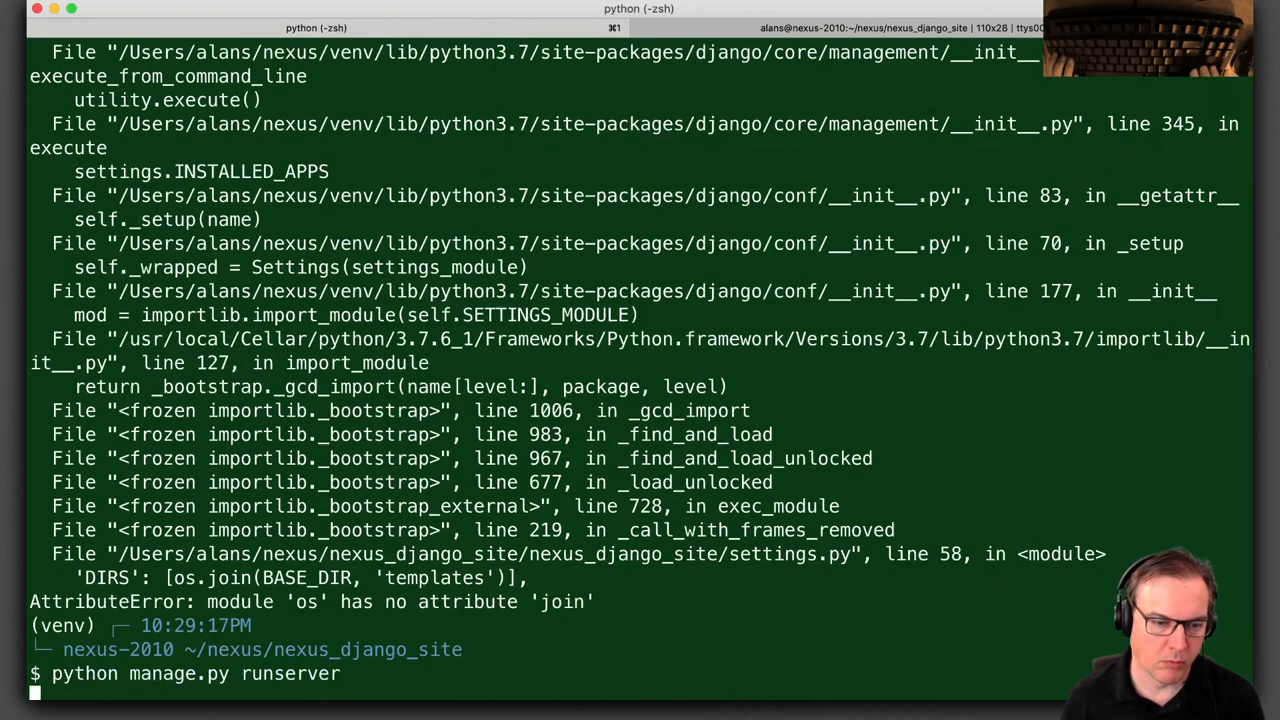 python (-zsh)
python (-zsh) ⌘1 alans@nexus-2010:~/nexus/nexus_django_site | 110x28 | ttys00
File "/Users/alans/nexus/venv/lib/python3.7/site-packages/django/core/management/__init__
execute_from_command_line
utility.execute()
File "/Users/alans/nexus/venv/lib/python3.7/site-packages/django/core/management/__init__.py", line 345, in
execute
settings.INSTALLED_APPS
File "/Users/alans/nexus/venv/lib/python3.7/site-packages/django/conf/__init__.py", line 83, in __getattr__
self._setup(name)
File "/Users/alans/nexus/venv/lib/python3.7/site-packages/django/conf/__init__.py", line 70, in _setup
self._wrapped = Settings(settings_module)
File "/Users/alans/nexus/venv/lib/python3.7/site-packages/django/conf/__init__.py", line 177, in __init__
mod = importlib.import_module(self.SETTINGS_MODULE)
File "/usr/local/Cellar/python/3.7.6_1/Frameworks/Python.framework/Versions/3.7/lib/python3.7/importlib/__in
it__.py", line 127, in import_module
return _bootstrap._gcd_import(name[level:], package, level)
File "<frozen importlib._bootstrap>", line 1006, in _gcd_import
File "<frozen importlib._bootstrap>", line 983, in _find_and_load
File "<frozen importlib._bootstrap>", line 967, in _find_and_load_unlocked
File "<frozen importlib._bootstrap>", line 677, in _load_unlocked
File "<frozen importlib._bootstrap_external>", line 728, in exec_module
File "<frozen importlib._bootstrap>", line 219, in _call_with_frames_removed
File "/Users/alans/nexus/nexus_django_site/nexus_django_site/settings.py", line 58, in <module>
'DIRS': [os.join(BASE_DIR, 'templates')],
AttributeError: module 'os' has no attribute 'join'
(venv) ┌─ 10:29:17PM
└─ nexus-2010 ~/nexus/nexus_django_site
$ python manage.py runserver